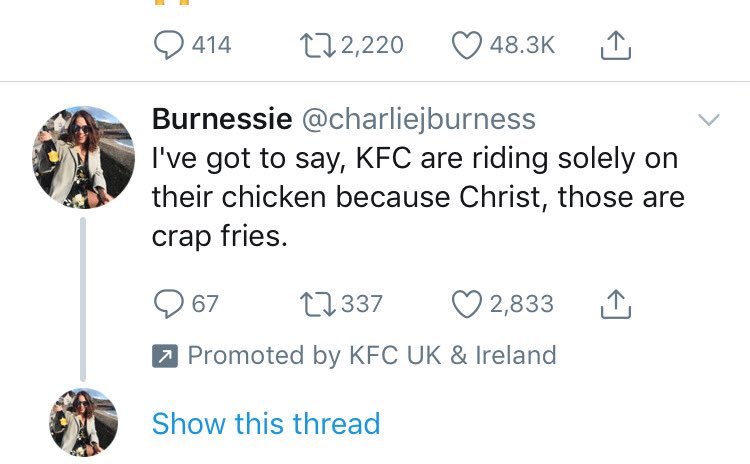 414 2,220 48.3K
Burnessie @charliejburness
I've got to say, KFC are riding solely on
their chicken because Christ, those are
crap fries.
67 337 2,833
Promoted by KFC UK & Ireland
Show this thread